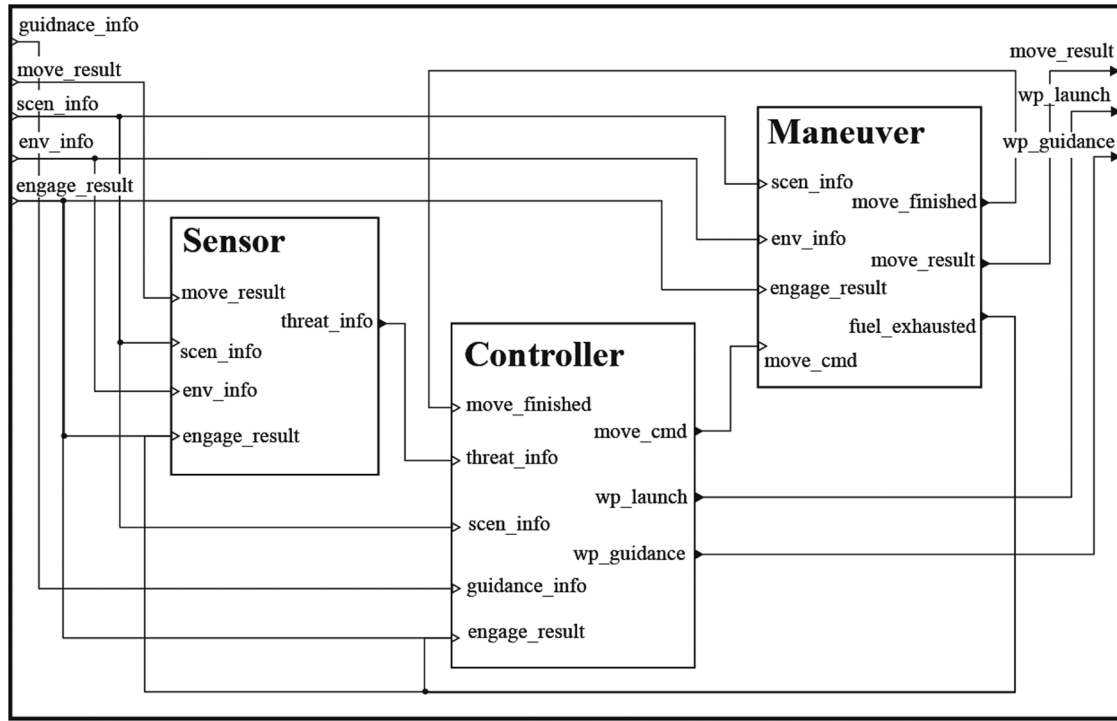 guidnace_info
move_result
scen_info
env_info
engage_result
move_result
wp_launch
wp_guidance
Sensor
move_result
scen_info
env_info
engage_result
threat_info
Controller
move_finished
threat_info
scen_info
guidance_info
engage_result
move_cmd
wp_launch
wp_guidance
Maneuver
scen_info
env_info
engage_result
move_cmd
move_finished
move_result
fuel_exhausted